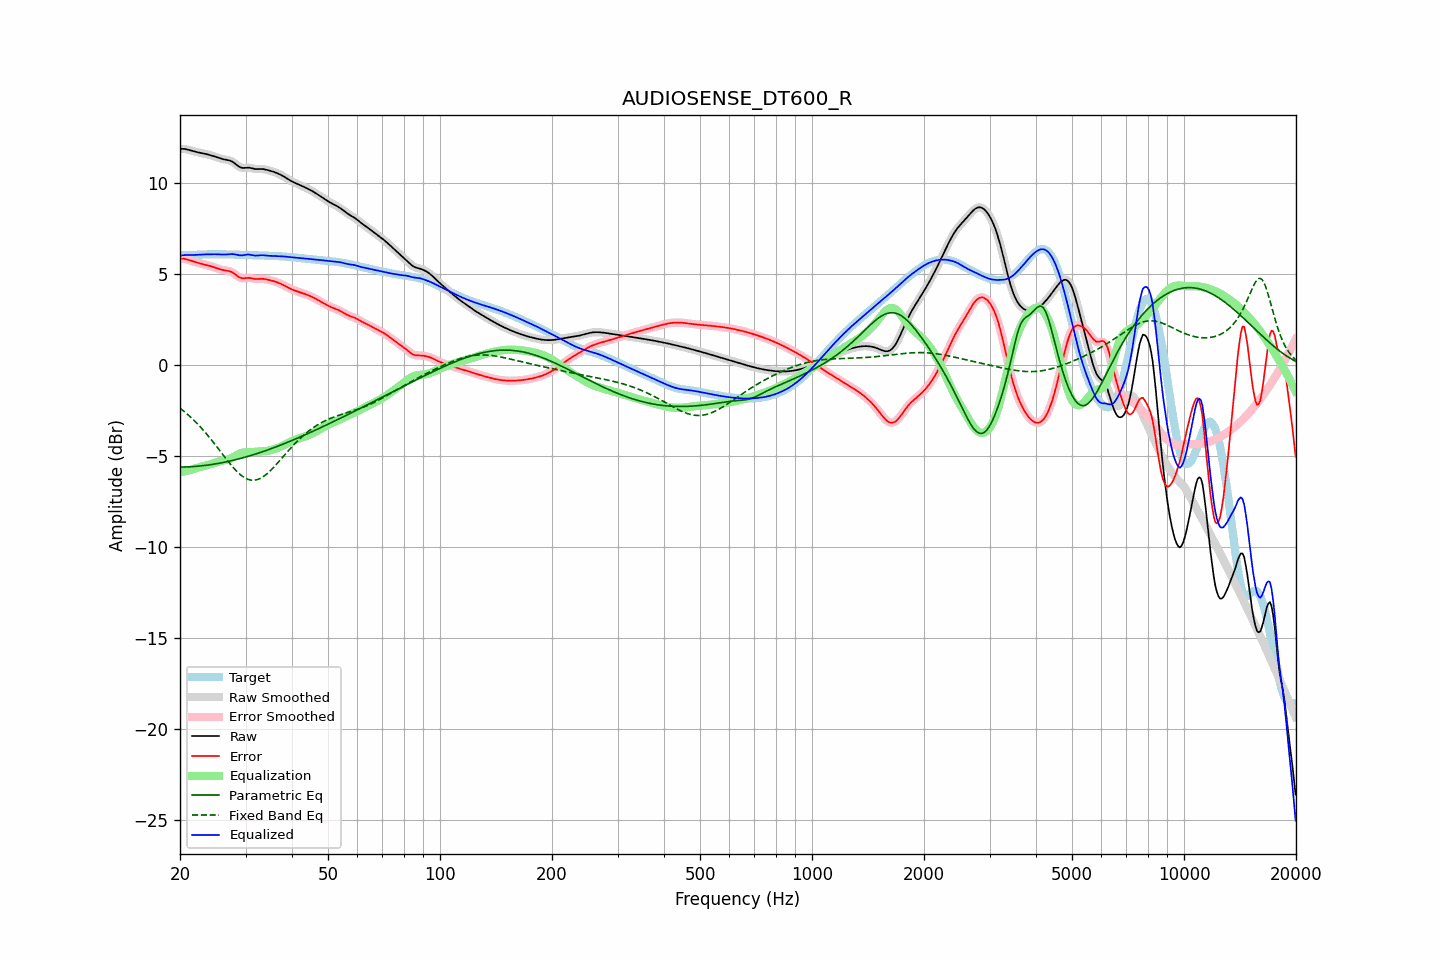 AUDIOSENSE_DT600_R
Amplitude (dBr)
10
5
0
−5
−10
−15
−20
−25
Target
Raw Smoothed
Error Smoothed
Raw
Error
Equalization
Parametric Eq
Fixed Band Eq
Equalized
20 50 100 200 500 1000 2000 5000 10000 20000
Frequency (Hz)